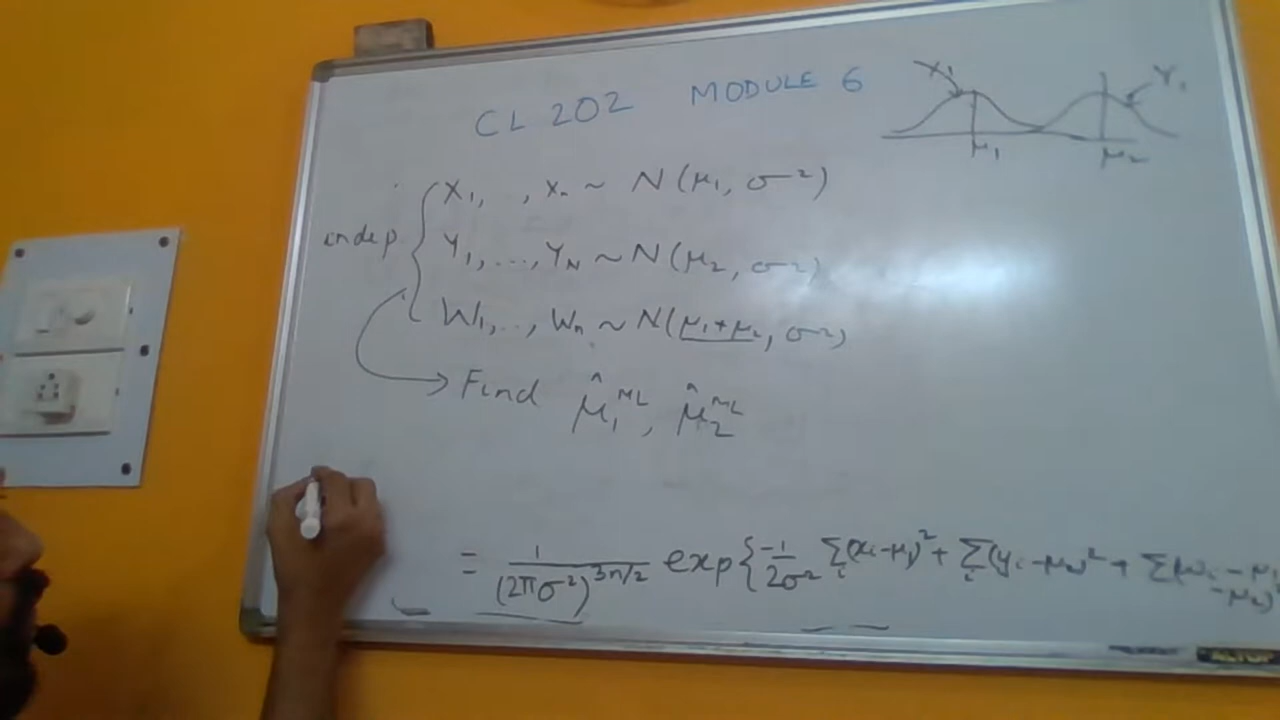 CL 202 MODULE 6
X₁
Y₁
μ₁
μ₂
X₁, , Xₙ ~ N(μ₁, σ²)
indep
Y₁, ..., Y_N ~ N(μ₂, σ²)
W₁, .., Wₙ ~ N(μ₁+μ₂, σ²)
→ Find μ̂₁^ML, μ̂₂^ML
= 1/(2πσ²)^3n/2 exp{-1/2σ² Σᵢ(xᵢ-μ₁)² + Σᵢ(yᵢ-μ₂)² + Σ(wᵢ-μ₁
-μ₂)²